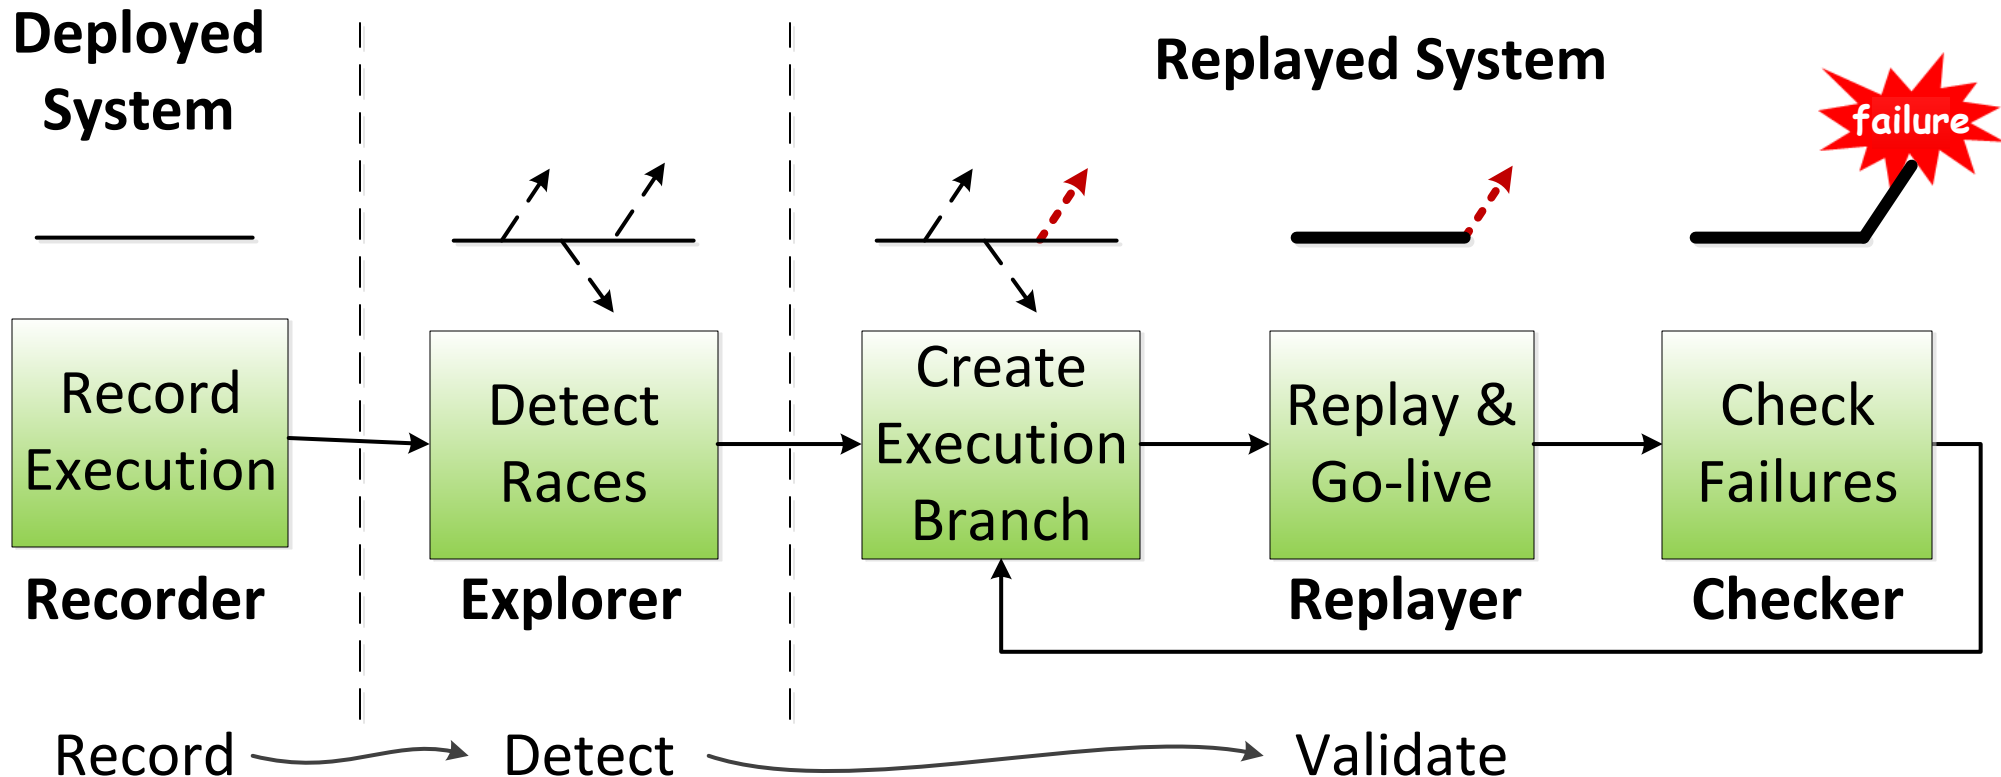 Deployed
System
Replayed System
failure
Record
Execution
Detect
Races
Create
Execution
Branch
Replay &
Go-live
Check
Failures
Recorder
Explorer
Replayer
Checker
Record
Detect
Validate